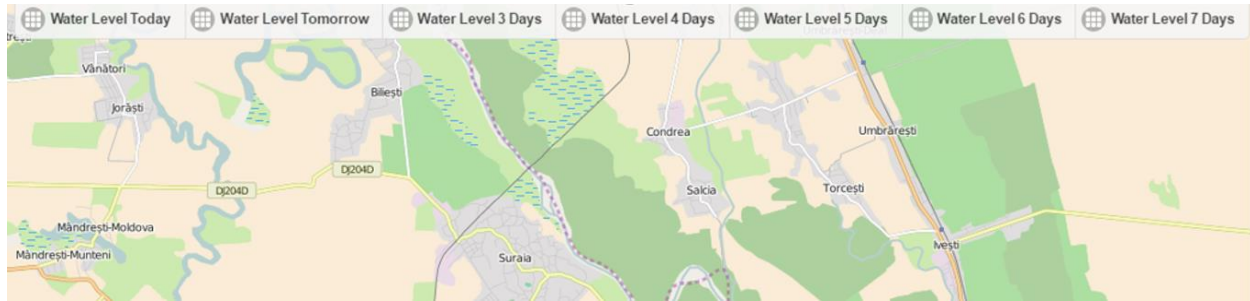 Water Level Today
Water Level Tomorrow
Water Level 3 Days
Water Level 4 Days
Water Level 5 Days
Water Level 6 Days
Water Level 7 Days
Vânători
Biliești
Jorăști
Condrea
Umbrărești
DJ204D
DJ204D
Salcia
Torcești
Mândrești-Moldova
Ivești
Mândrești-Munteni
Suraia